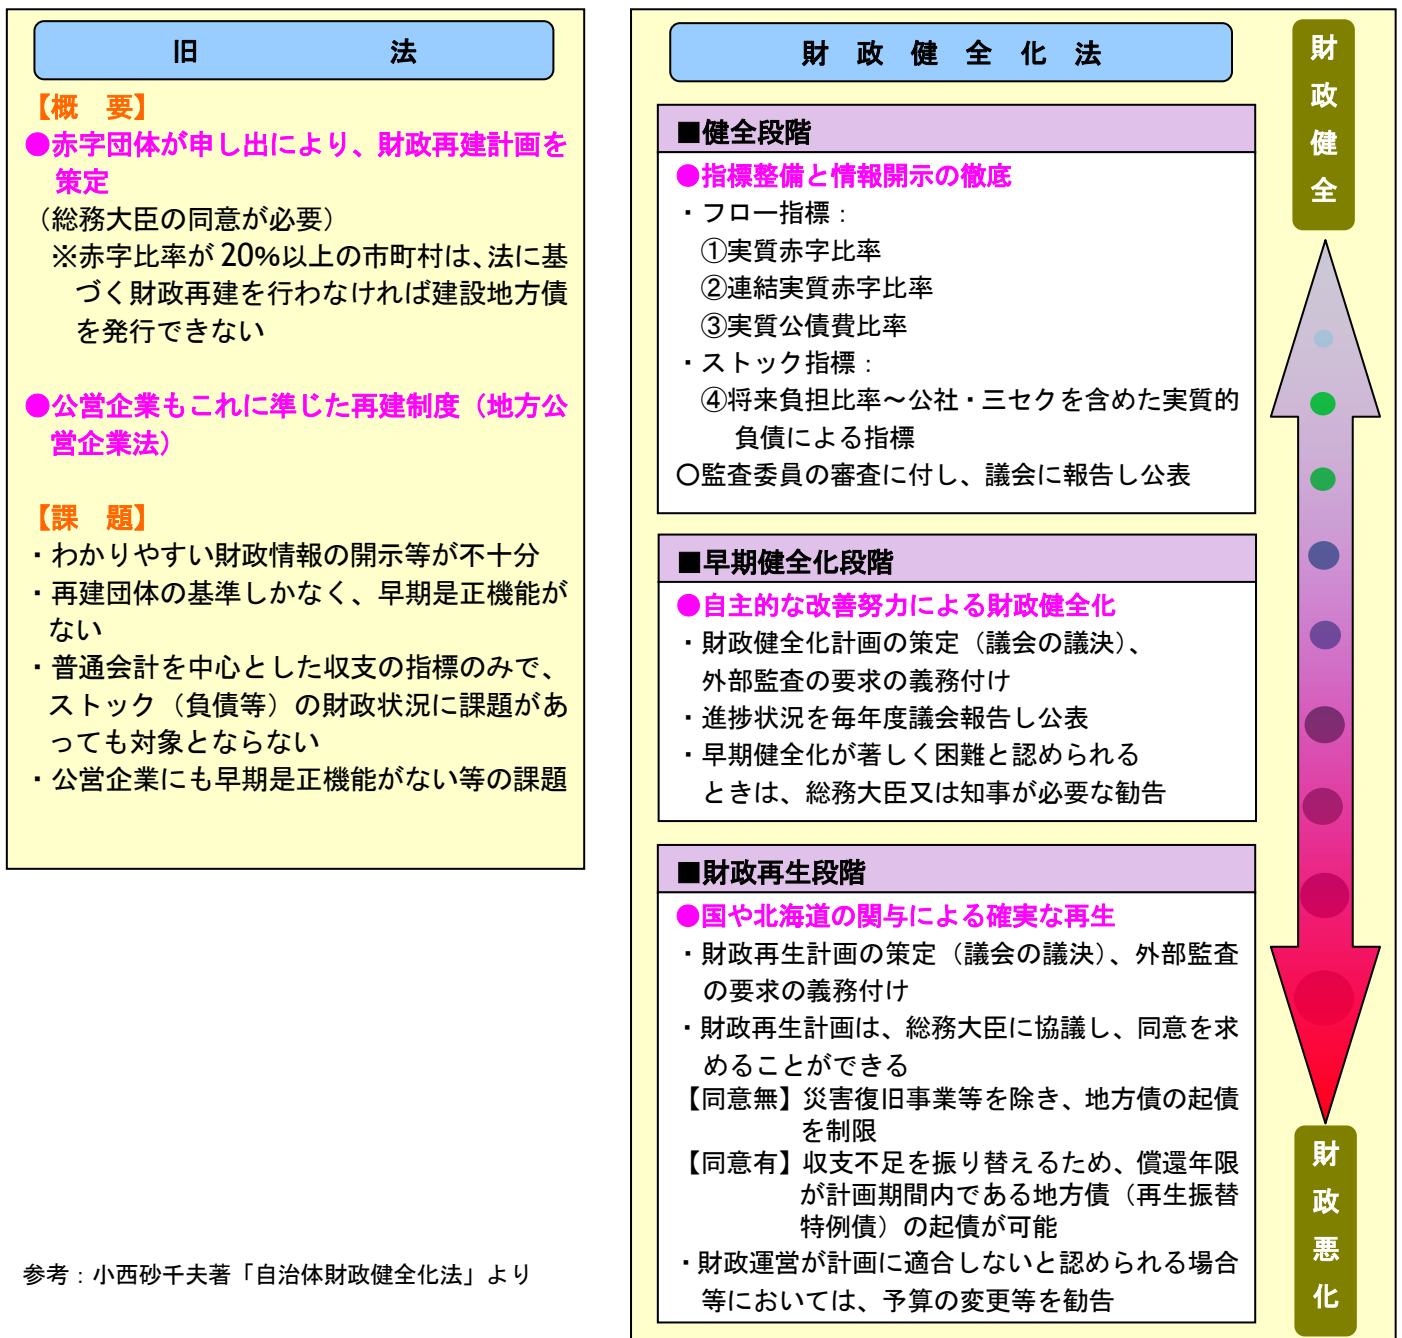 旧　法
【概　要】
●赤字団体が申し出により、財政再建計画を
策定
（総務大臣の同意が必要）
※赤字比率が 20%以上の市町村は、法に基
づく財政再建を行わなければ建設地方債
を発行できない
●公営企業もこれに準じた再建制度（地方公
営企業法）
【課　題】
・わかりやすい財政情報の開示等が不十分
・再建団体の基準しかなく、早期是正機能が
ない
・普通会計を中心とした収支の指標のみで、
ストック（負債等）の財政状況に課題があ
っても対象とならない
・公営企業にも早期是正機能がない等の課題
参考：小西砂千夫著「自治体財政健全化法」より
財 政 健 全 化 法
■健全段階
●指標整備と情報開示の徹底
・フロー指標：
①実質赤字比率
②連結実質赤字比率
③実質公債費比率
・ストック指標：
④将来負担比率～公社・三セクを含めた実質的
負債による指標
〇監査委員の審査に付し、議会に報告し公表
■早期健全化段階
●自主的な改善努力による財政健全化
・財政健全化計画の策定（議会の議決）、
外部監査の要求の義務付け
・進捗状況を毎年度議会報告し公表
・早期健全化が著しく困難と認められる
ときは、総務大臣又は知事が必要な勧告
■財政再生段階
●国や北海道の関与による確実な再生
・財政再生計画の策定（議会の議決）、外部監査
の要求の義務付け
・財政再生計画は、総務大臣に協議し、同意を求
めることができる
【同意無】災害復旧事業等を除き、地方債の起債
を制限
【同意有】収支不足を振り替えるため、償還年限
が計画期間内である地方債（再生振替
特例債）の起債が可能
・財政運営が計画に適合しないと認められる場合
等においては、予算の変更等を勧告
財政健全
財政悪化